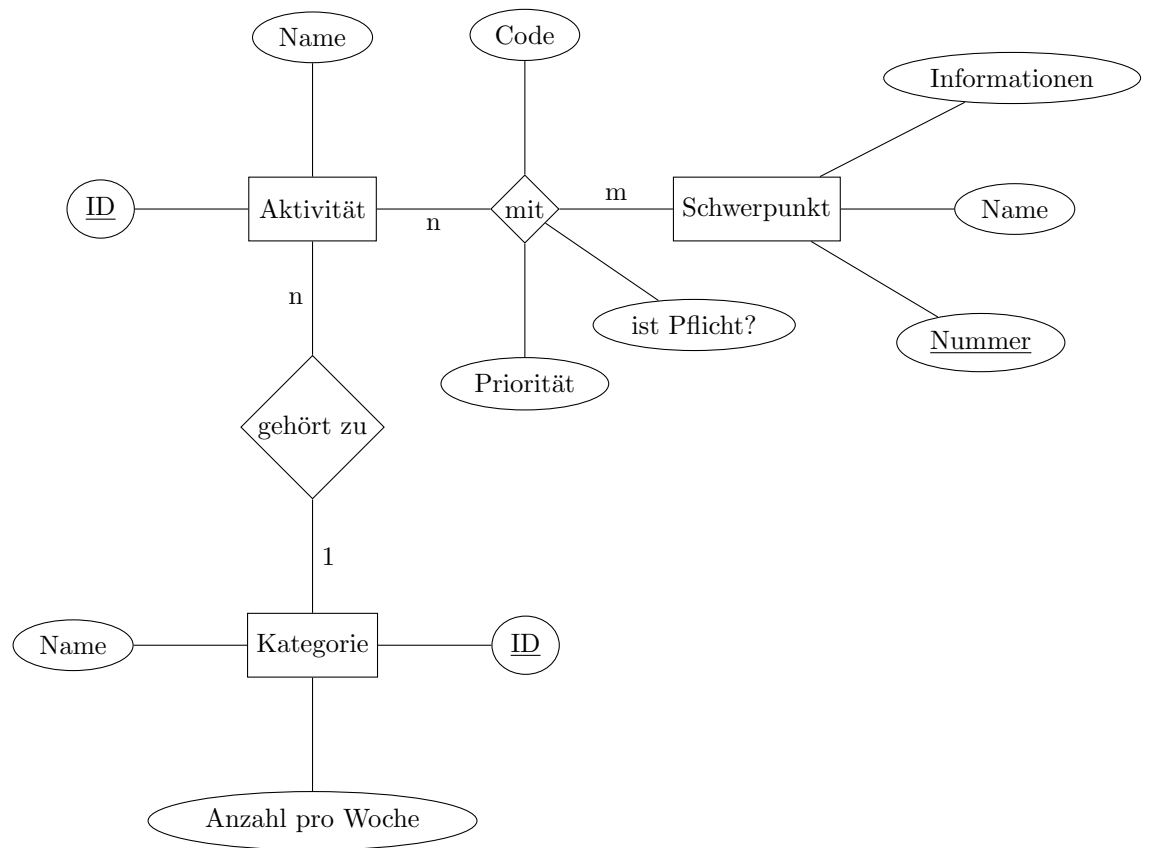 Name
Code
Informationen
ID
Aktivität
n
mit
m
Schwerpunkt
Name
n
ist Pflicht?
Nummer
Priorität
gehört zu
1
Name
Kategorie
ID
Anzahl pro Woche